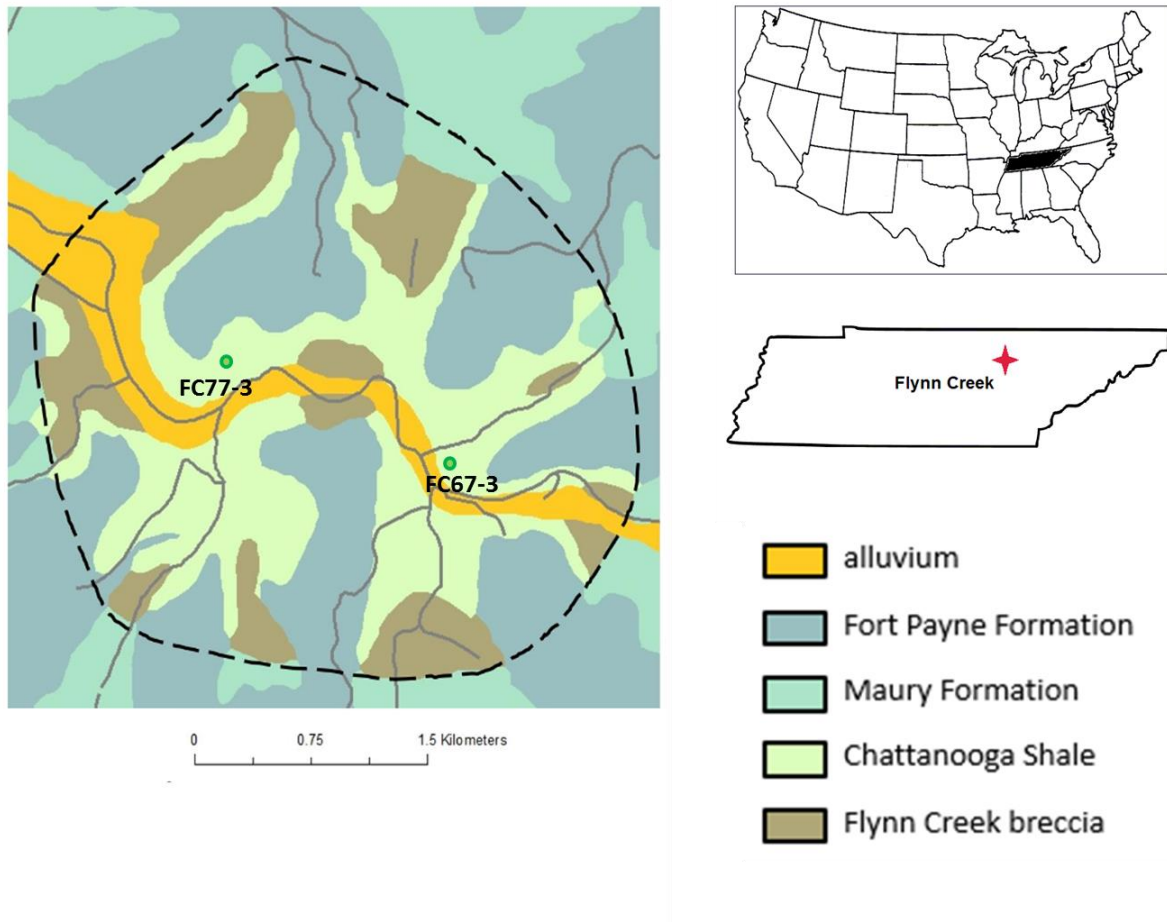 FC77-3
FC67-3
0 0.75 1.5 Kilometers
Flynn Creek
alluvium
Fort Payne Formation
Maury Formation
Chattanooga Shale
Flynn Creek breccia